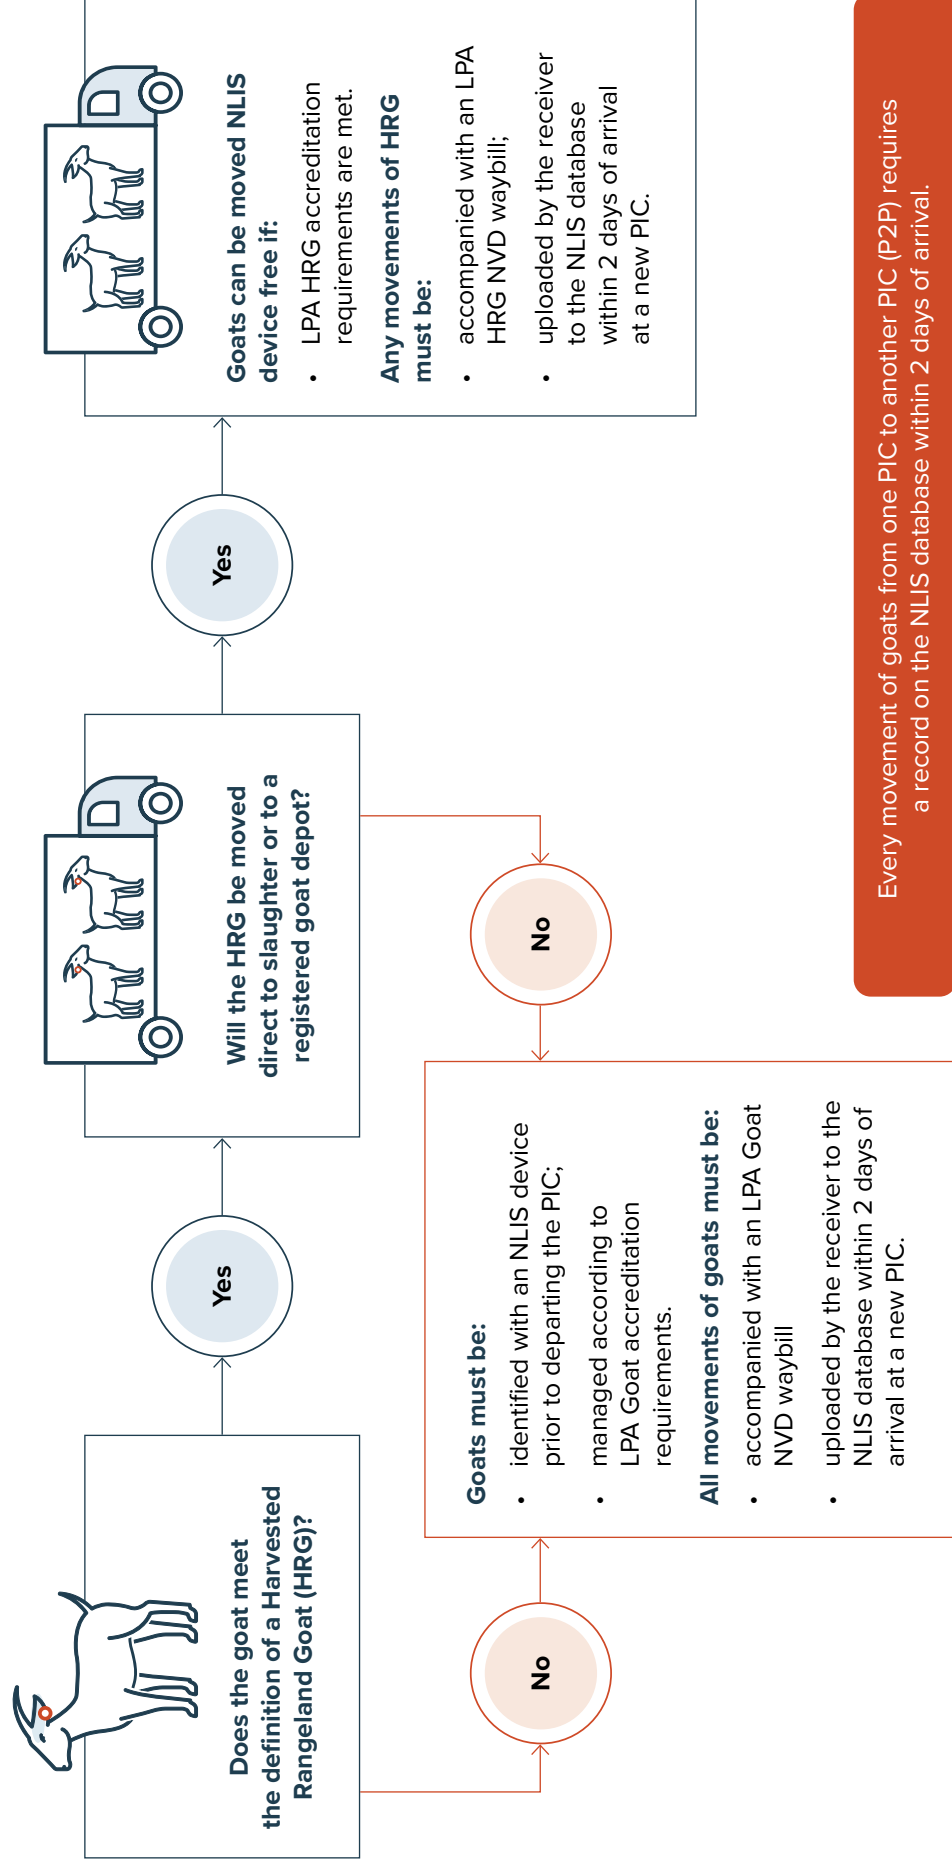 Does the goat meet
the definition of a Harvested
Rangeland Goat (HRG)?
Yes
Will the HRG be moved
direct to slaughter or to a
registered goat depot?
Yes
Goats can be moved NLIS
device free if:
• LPA HRG accreditation
requirements are met.
Any movements of HRG
must be:
• accompanied with an LPA
HRG NVD waybill;
• uploaded by the receiver
to the NLIS database
within 2 days of arrival
at a new PIC.
No
Goats must be:
• identified with an NLIS device
prior to departing the PIC;
• managed according to
LPA Goat accreditation
requirements.
All movements of goats must be:
• accompanied with an LPA Goat
NVD waybill
• uploaded by the receiver to the
NLIS database within 2 days of
arrival at a new PIC.
No
Every movement of goats from one PIC to another PIC (P2P) requires
a record on the NLIS database within 2 days of arrival.